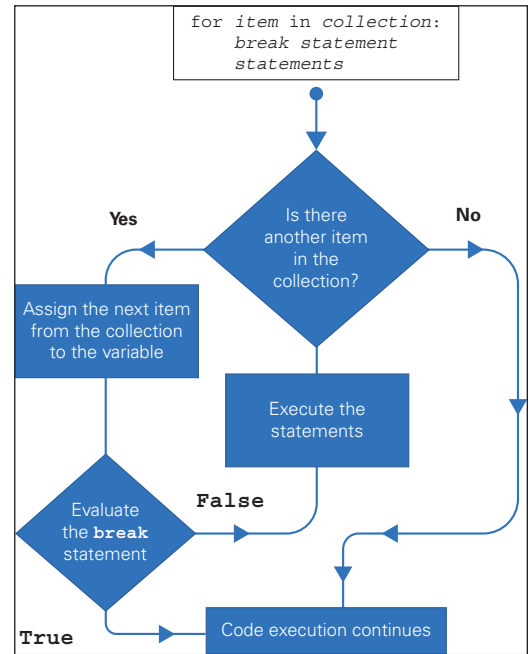 for item in collection:
break statement
statements
Is there
another item
in the
collection?
Yes
No
Assign the next item
from the collection
to the variable
Execute the
statements
Evaluate
the break
statement
False
True
Code execution continues